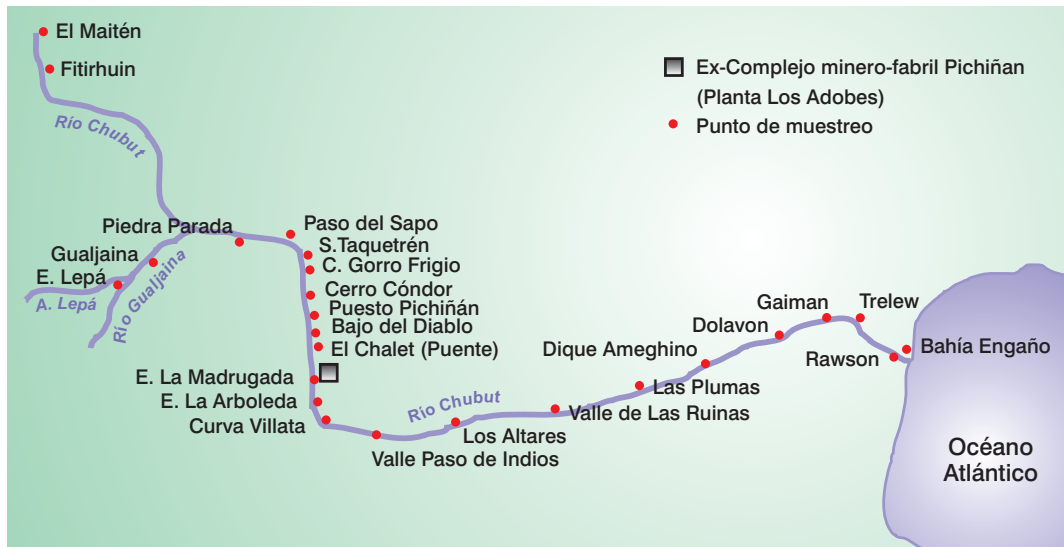 El Maitén
Fitirhuin
Río Chubut
Ex-Complejo minero-fabril Pichiñan
(Planta Los Adobes)
Punto de muestreo
Piedra Parada
Paso del Sapo
Gualjaina
S.Taquetrén
E. Lepá
C. Gorro Frigio
A. Lepá
Río Gualjaina
Cerro Cóndor
Puesto Pichiñán
Bajo del Diablo
El Chalet (Puente)
E. La Madrugada
E. La Arboleda
Curva Villata
Valle Paso de Indios
Río Chubut
Los Altares
Valle de Las Ruinas
Las Plumas
Dique Ameghino
Dolavon
Gaiman
Trelew
Rawson
Bahía Engaño
Océano
Atlántico